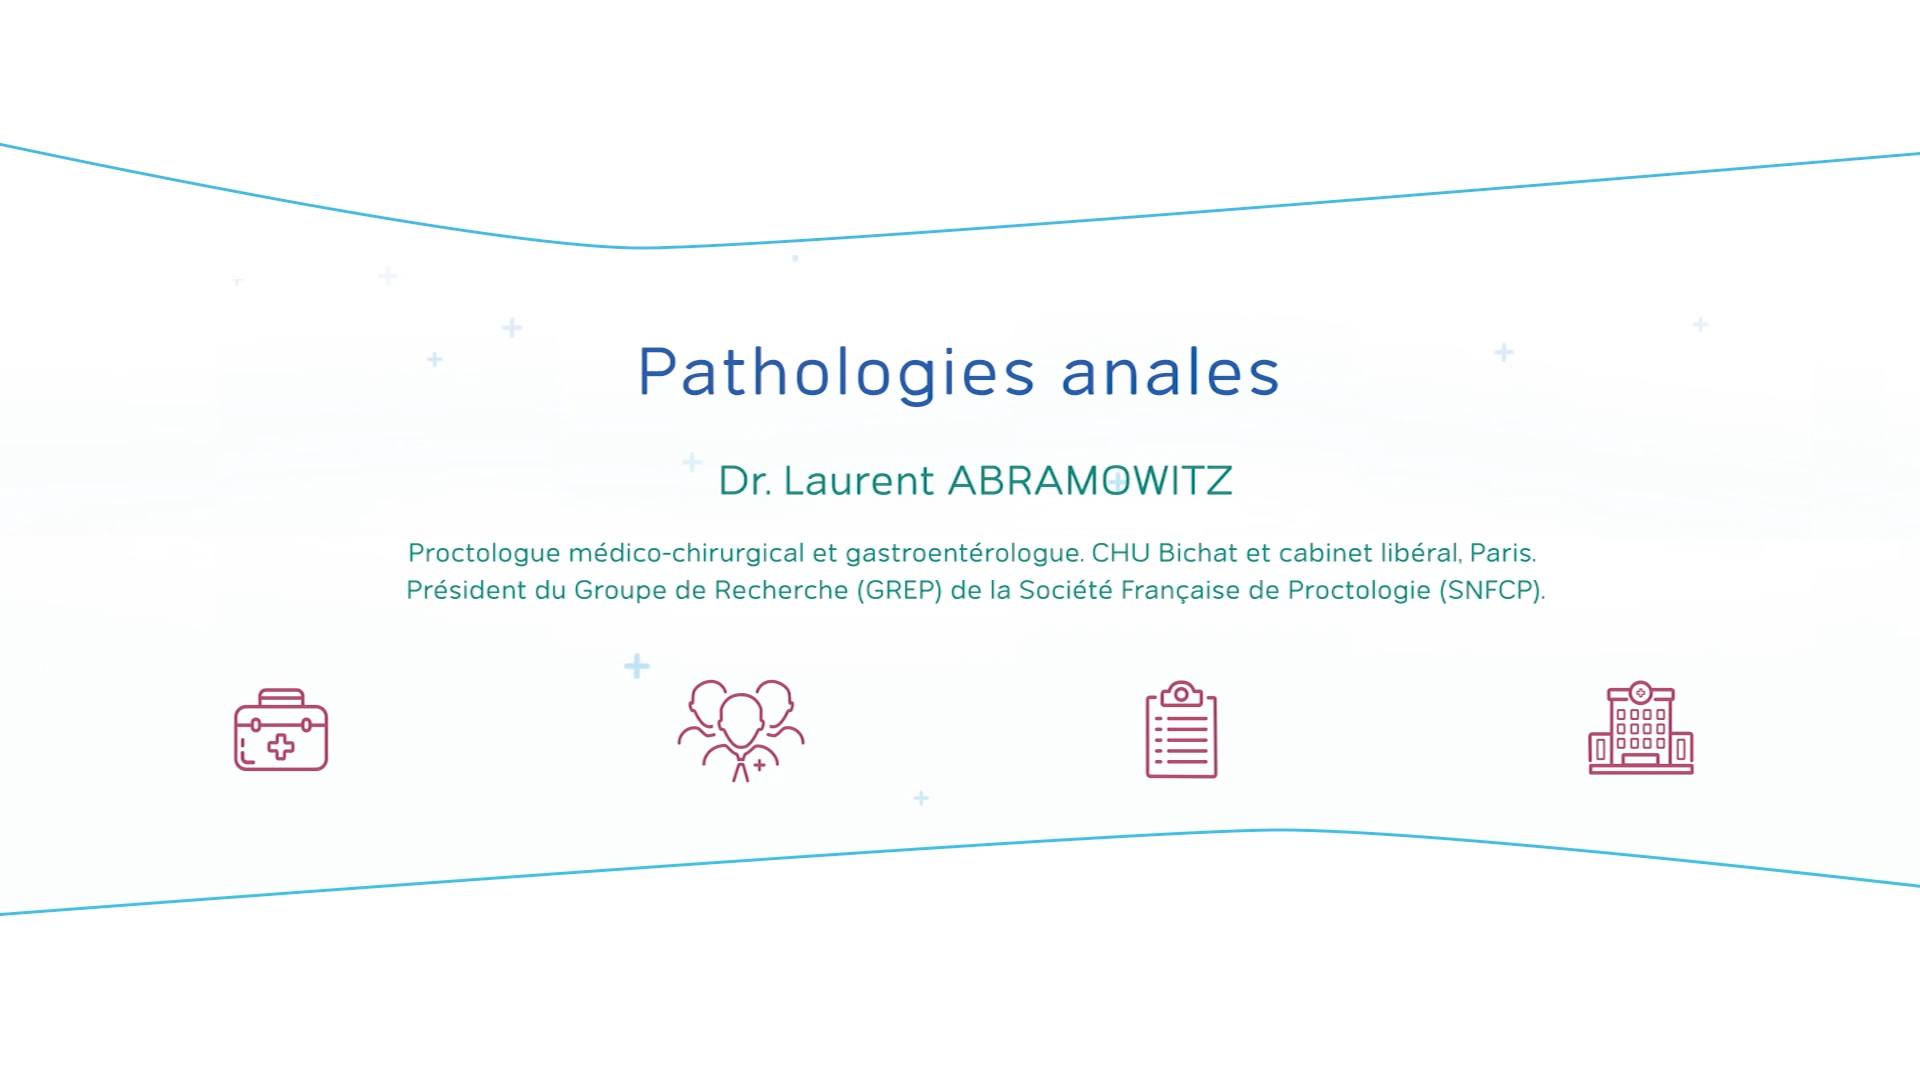 Pathologies anales
Dr. Laurent ABRAMOWITZ
Proctologue médico-chirurgical et gastroentérologue. CHU Bichat et cabinet libéral, Paris.
Président du Groupe de Recherche (GREP) de la Société Française de Proctologie (SNFCP).